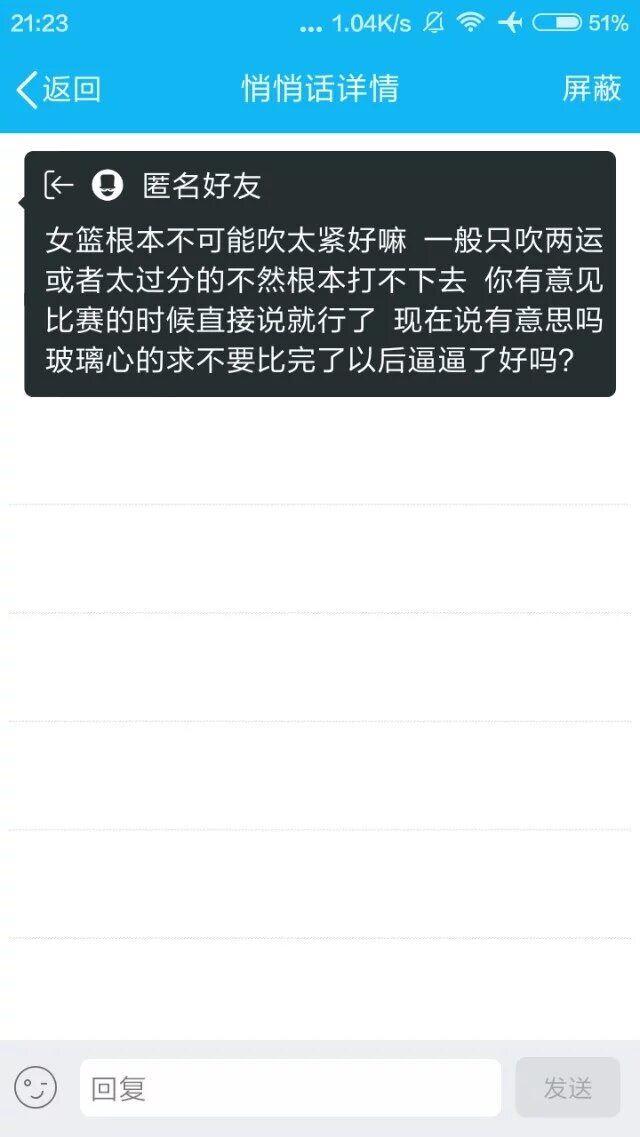 21:23 ... 1.04K/s 51%
返回 悄悄话详情 屏蔽
匿名好友
女篮根本不可能吹太紧好嘛 一般只吹两运
或者太过分的不然根本打不下去 你有意见
比赛的时候直接说就行了 现在说有意思吗
玻璃心的求不要比完了以后逼逼了好吗？
回复 发送